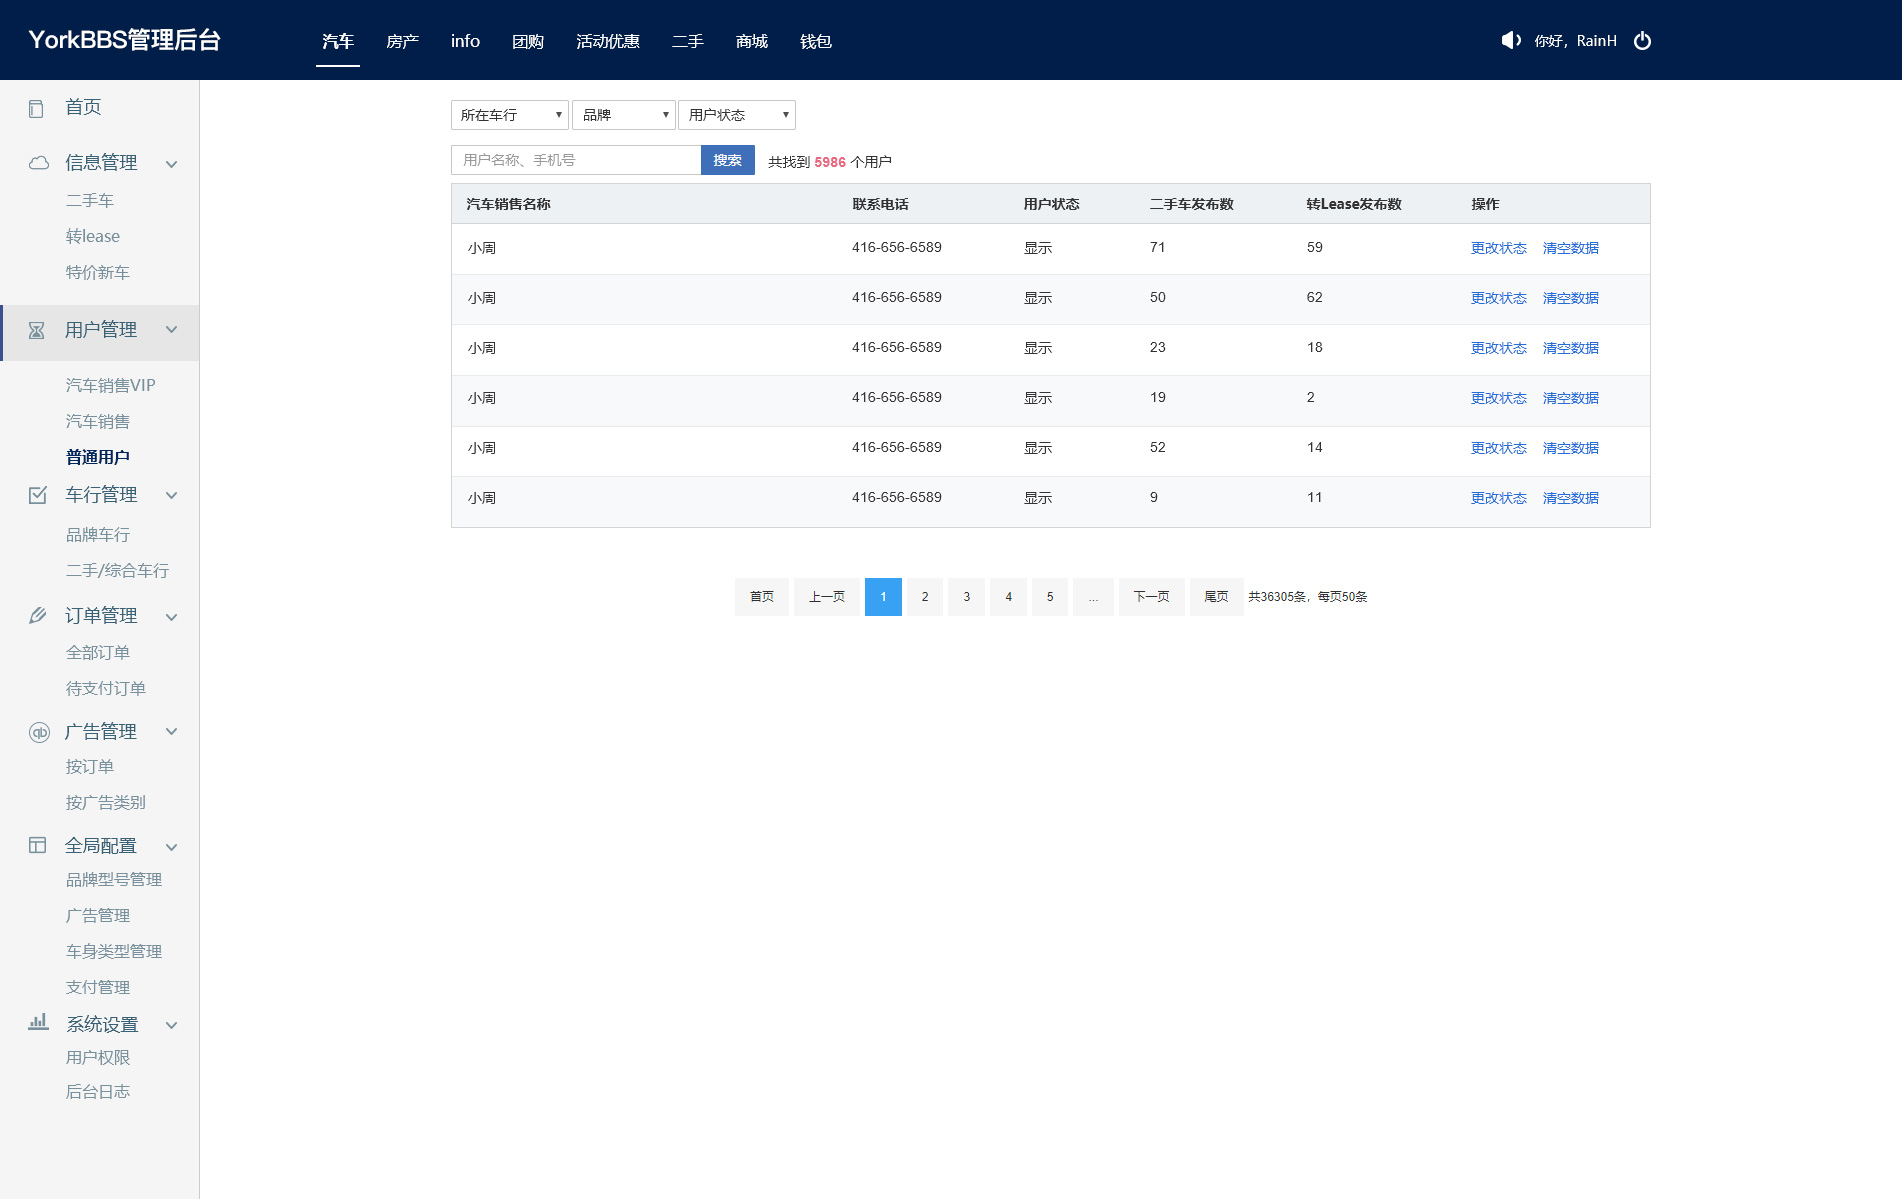 YorkBBS管理后台
汽车 房产 info 团购 活动优惠 二手 商城 钱包
你好，RainH
首页
信息管理
二手车
转lease
特价新车
用户管理
汽车销售VIP
汽车销售
普通用户
车行管理
品牌车行
二手/综合车行
订单管理
全部订单
待支付订单
广告管理
按订单
按广告类别
全局配置
品牌型号管理
广告管理
车身类型管理
支付管理
系统设置
用户权限
后台日志
所在车行 品牌 用户状态
用户名称、手机号 搜索 共找到 5986 个用户
汽车销售名称 联系电话 用户状态 二手车发布数 转Lease发布数 操作
小周 416-656-6589 显示 71 59 更改状态 清空数据
小周 416-656-6589 显示 50 62 更改状态 清空数据
小周 416-656-6589 显示 23 18 更改状态 清空数据
小周 416-656-6589 显示 19 2 更改状态 清空数据
小周 416-656-6589 显示 52 14 更改状态 清空数据
小周 416-656-6589 显示 9 11 更改状态 清空数据
首页 上一页 1 2 3 4 5 ... 下一页 尾页 共36305条，每页50条